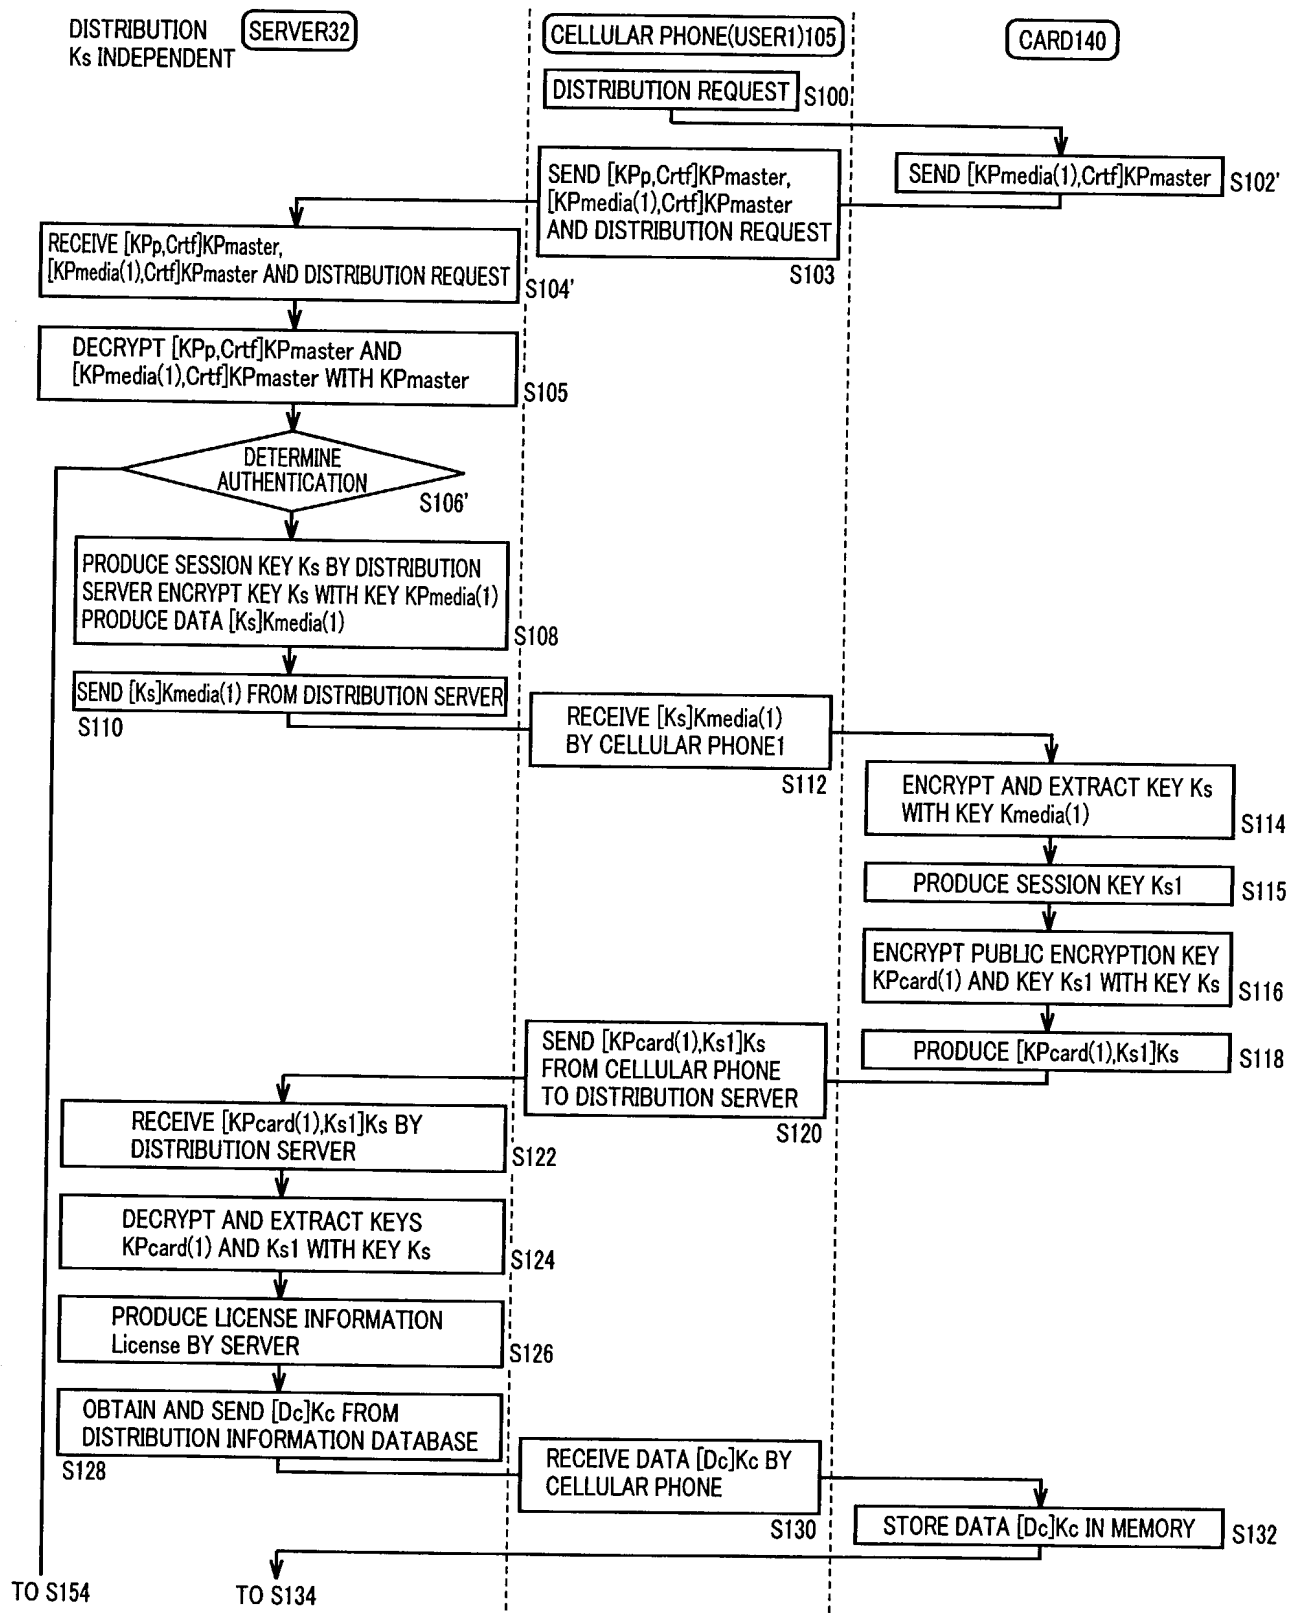 DISTRIBUTION
Ks INDEPENDENT
SERVER32
CELLULAR PHONE(USER1)105
CARD140
DISTRIBUTION REQUEST
S100
SEND [KPmedia(1),Crtf]KPmaster
S102'
SEND [KPp,Crtf]KPmaster,
[KPmedia(1),Crtf]KPmaster
AND DISTRIBUTION REQUEST
S103
RECEIVE [KPp,Crtf]KPmaster,
[KPmedia(1),Crtf]KPmaster AND DISTRIBUTION REQUEST
S104'
DECRYPT [KPp,Crtf]KPmaster AND
[KPmedia(1),Crtf]KPmaster WITH KPmaster
S105
DETERMINE
AUTHENTICATION
S106'
PRODUCE SESSION KEY Ks BY DISTRIBUTION
SERVER ENCRYPT KEY Ks WITH KEY KPmedia(1)
PRODUCE DATA [Ks]Kmedia(1)
S108
SEND [Ks]Kmedia(1) FROM DISTRIBUTION SERVER
S110
RECEIVE [Ks]Kmedia(1)
BY CELLULAR PHONE1
S112
ENCRYPT AND EXTRACT KEY Ks
WITH KEY Kmedia(1)
S114
PRODUCE SESSION KEY Ks1
S115
ENCRYPT PUBLIC ENCRYPTION KEY
KPcard(1) AND KEY Ks1 WITH KEY Ks
S116
PRODUCE [KPcard(1),Ks1]Ks
S118
SEND [KPcard(1),Ks1]Ks
FROM CELLULAR PHONE
TO DISTRIBUTION SERVER
S120
RECEIVE [KPcard(1),Ks1]Ks BY
DISTRIBUTION SERVER
S122
DECRYPT AND EXTRACT KEYS
KPcard(1) AND Ks1 WITH KEY Ks
S124
PRODUCE LICENSE INFORMATION
License BY SERVER
S126
OBTAIN AND SEND [Dc]Kc FROM
DISTRIBUTION INFORMATION DATABASE
S128
RECEIVE DATA [Dc]Kc BY
CELLULAR PHONE
S130
STORE DATA [Dc]Kc IN MEMORY
S132
TO S154
TO S134